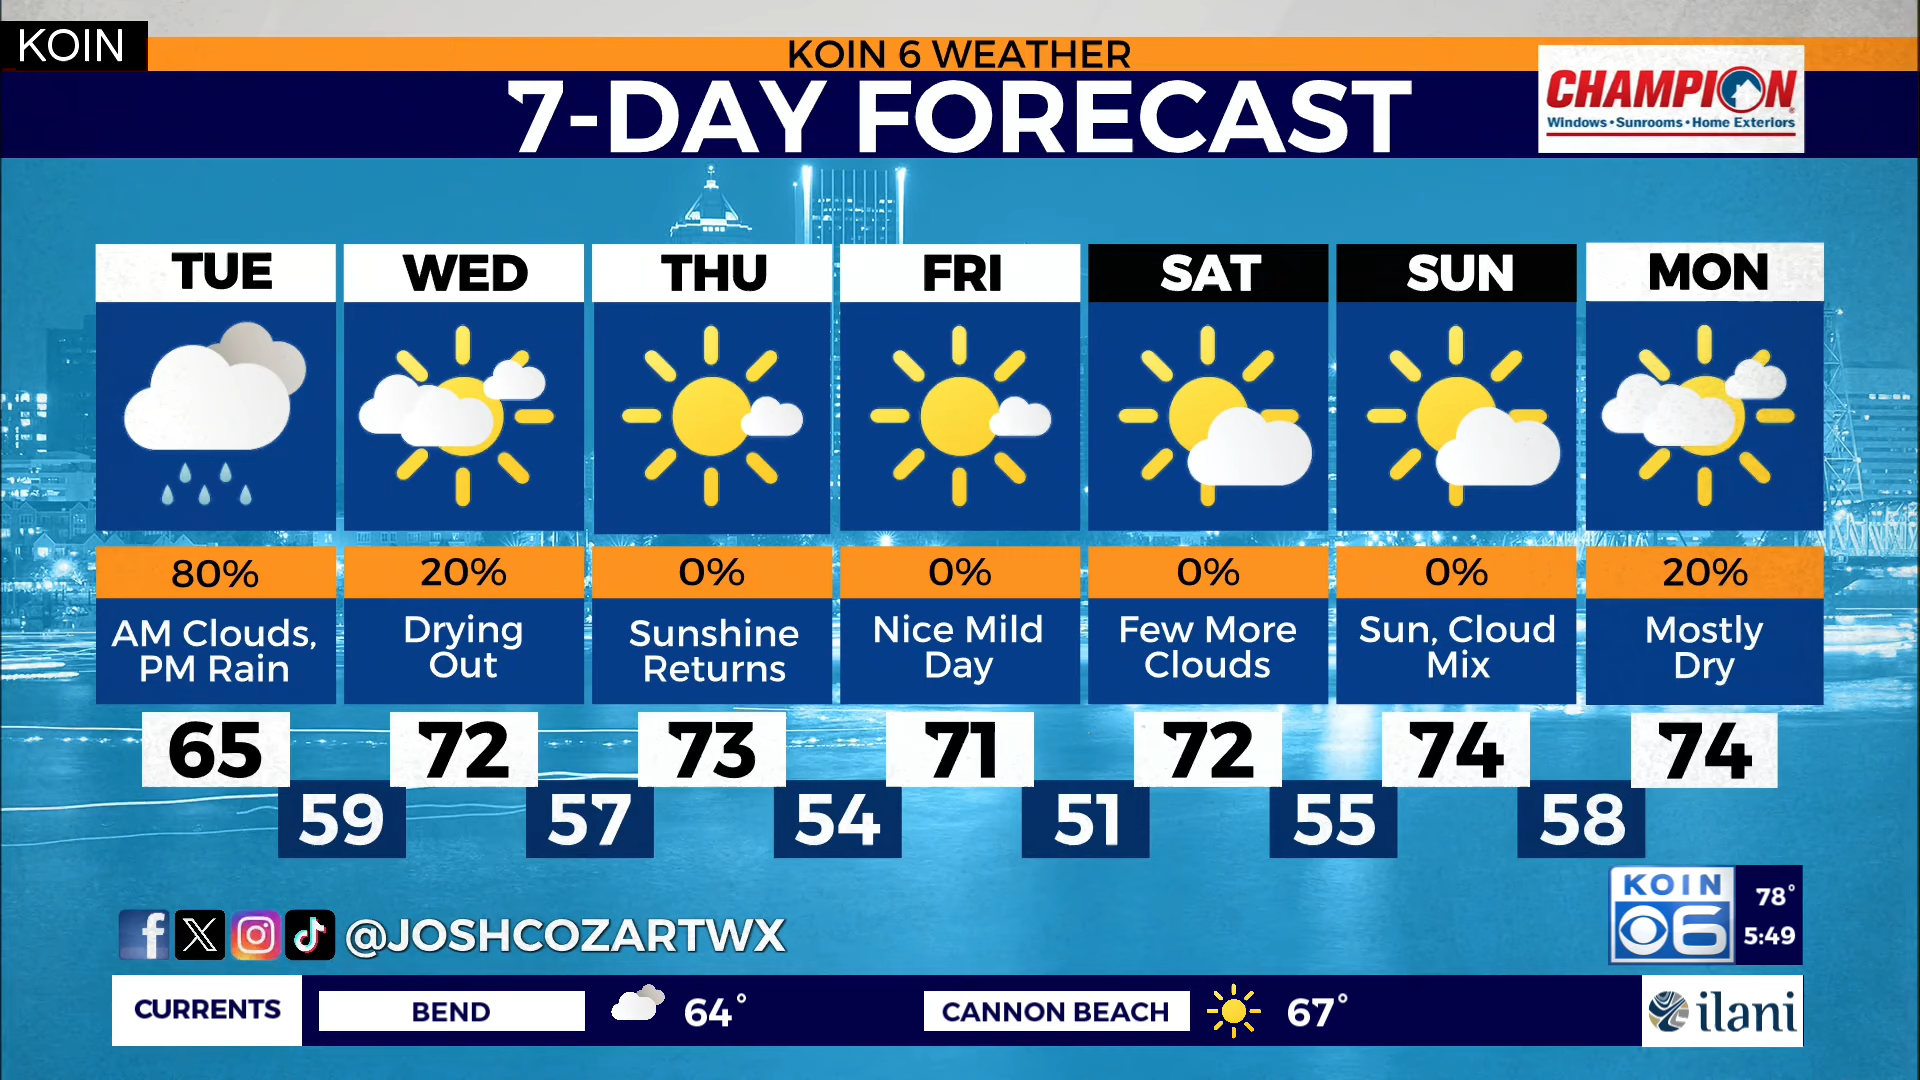 KOIN
KOIN 6 WEATHER
7-DAY FORECAST
CHAMPION
Windows • Sunrooms • Home Exteriors
TUE WED THU FRI SAT SUN MON
80% 20% 0% 0% 0% 0% 20%
AM Clouds, PM Rain
Drying Out
Sunshine Returns
Nice Mild Day
Few More Clouds
Sun, Cloud Mix
Mostly Dry
65 72 73 71 72 74 74
59 57 54 51 55 58
@JOSHCOZARTWX
KOIN 6
78°
5:49
CURRENTS BEND 64° CANNON BEACH 67°
ilani